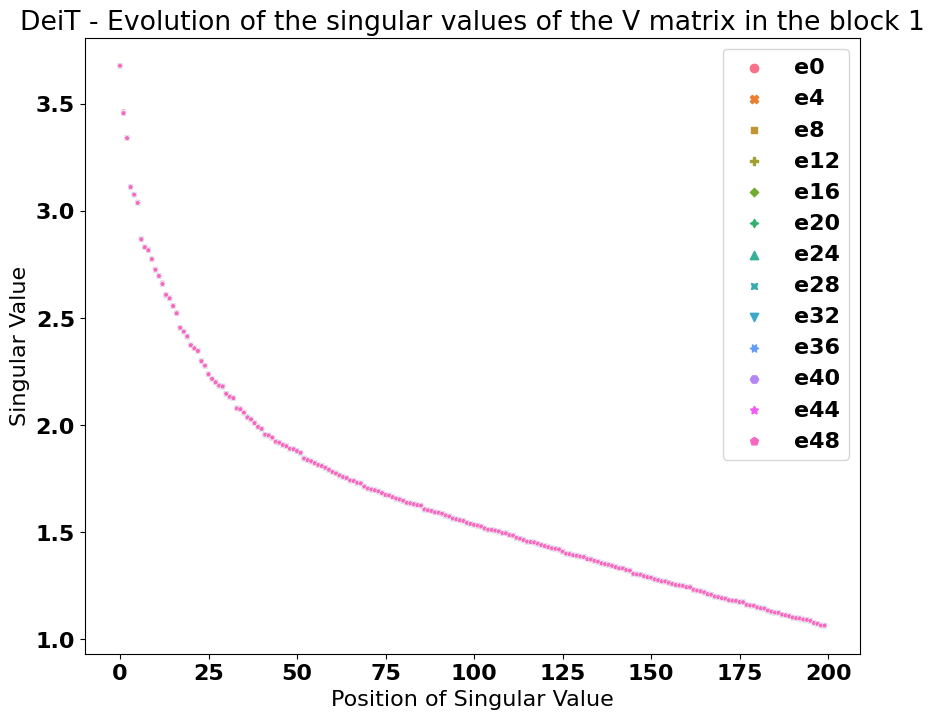 DeiT - Evolution of the singular values of the V matrix in the block 1
Singular Value
3.5
3.0
2.5
2.0
1.5
1.0
e0
e4
e8
e12
e16
e20
e24
e28
e32
e36
e40
e44
e48
0 25 50 75 100 125 150 175 200
Position of Singular Value